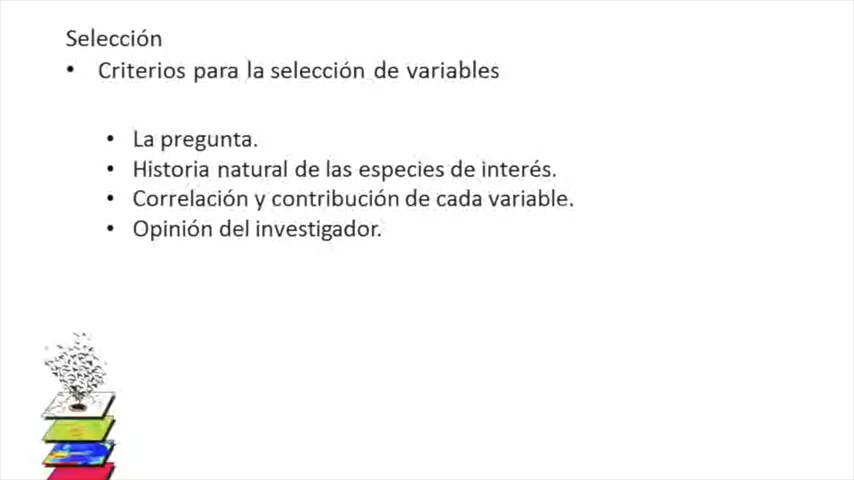 Selección
• Criterios para la selección de variables
• La pregunta.
• Historia natural de las especies de interés.
• Correlación y contribución de cada variable.
• Opinión del investigador.